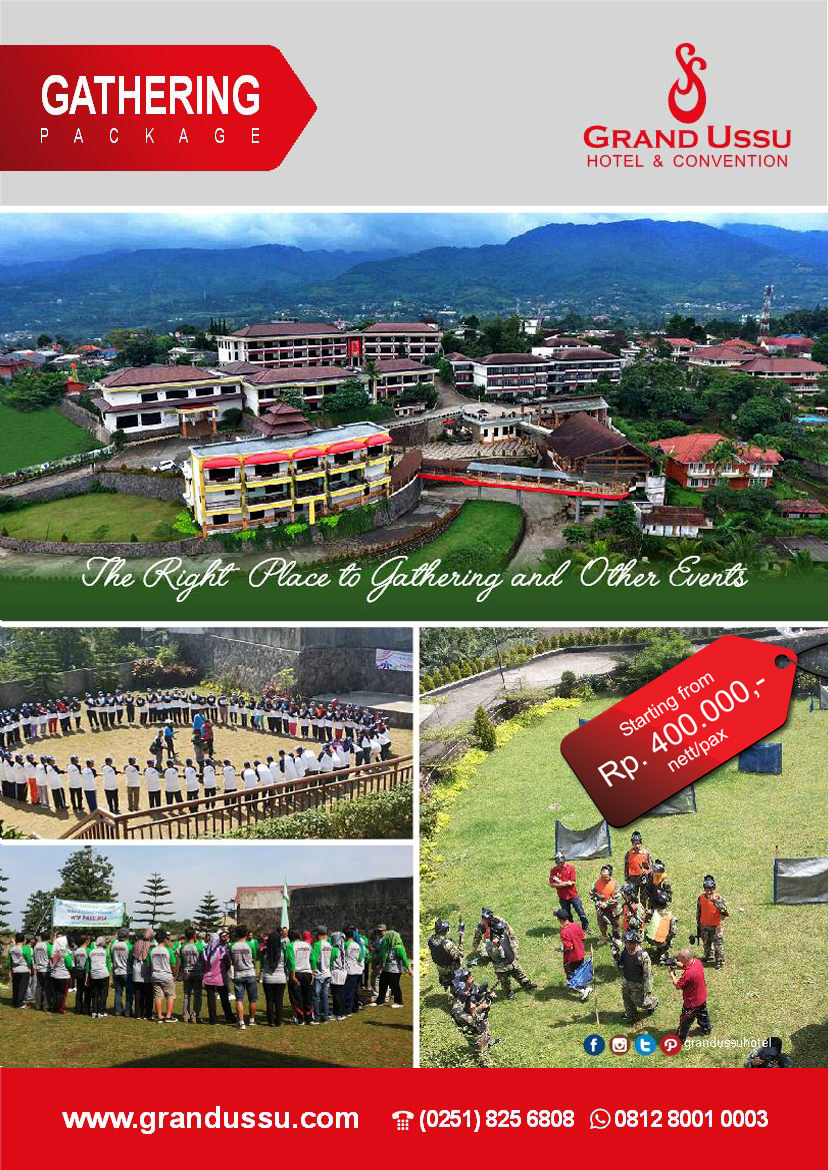 GATHERING
PACKAGE
GRAND USSU
HOTEL & CONVENTION
The Right Place to Gathering and Other Events
Starting from
Rp. 400.000,-
nett/pax
grandussuhotel
www.grandussu.com
(0251) 825 6808
0812 8001 0003